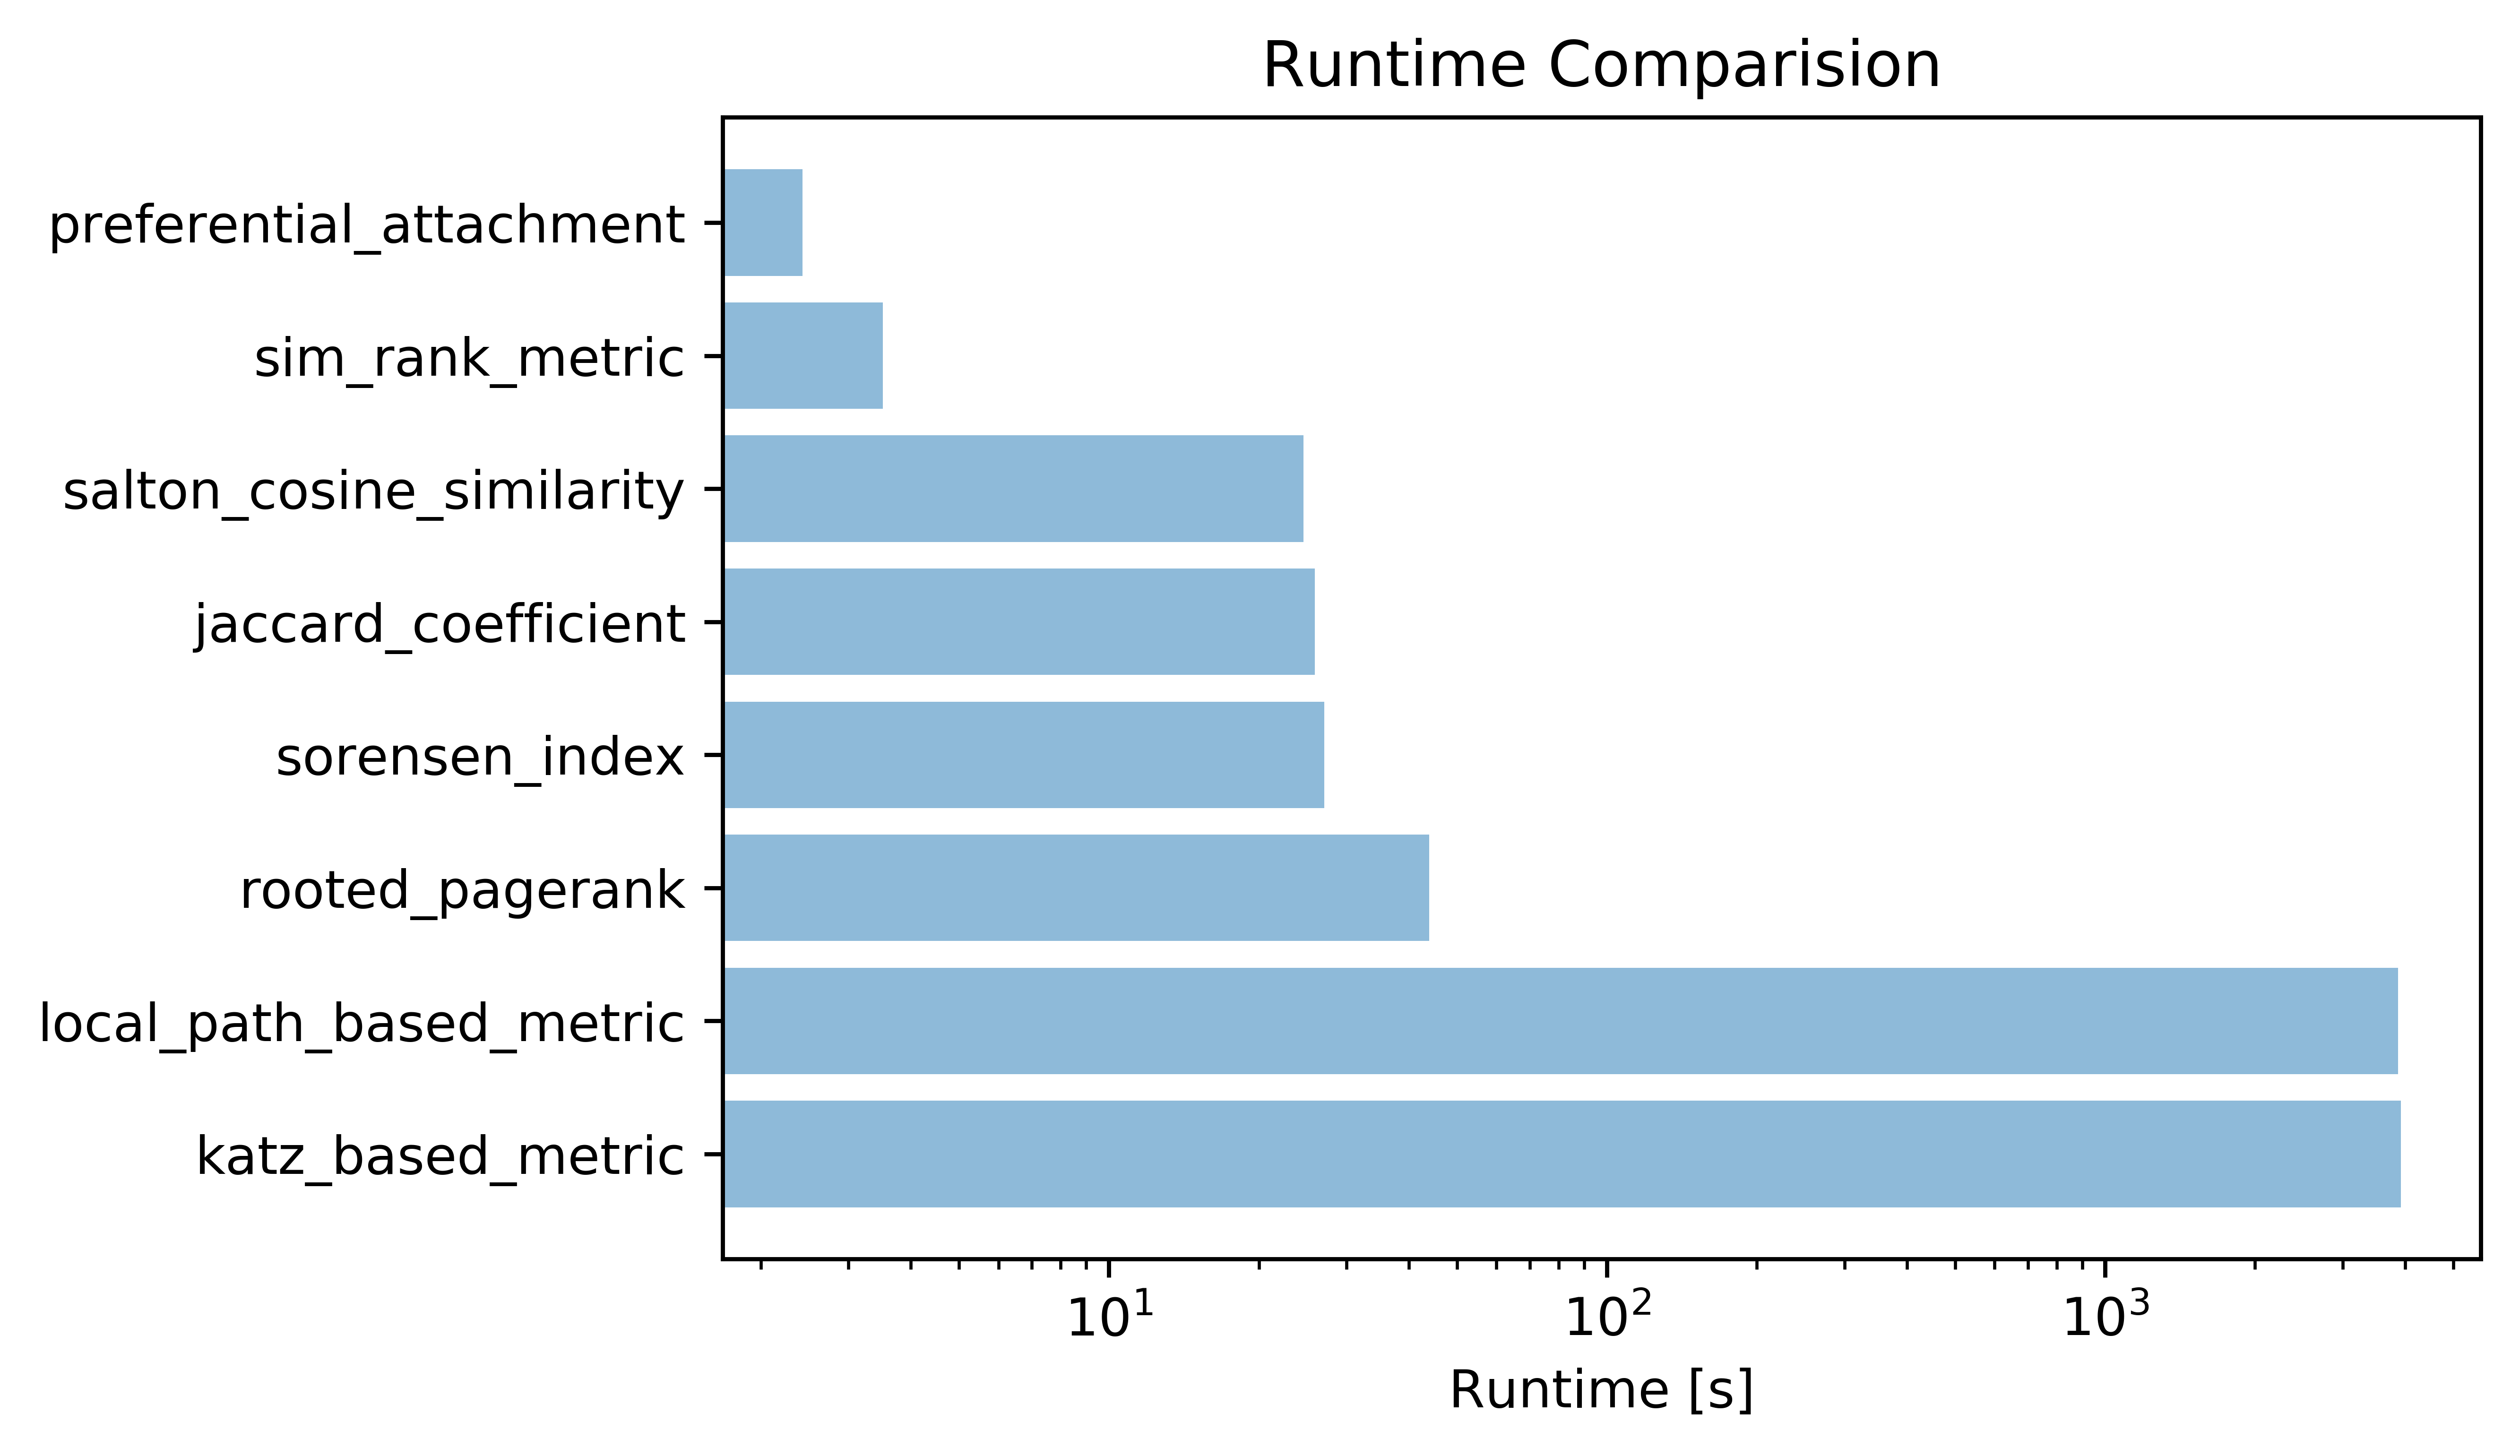 Runtime Comparision
preferential_attachment
sim_rank_metric
salton_cosine_similarity
jaccard_coefficient
sorensen_index
rooted_pagerank
local_path_based_metric
katz_based_metric
10¹ 10² 10³
Runtime [s]